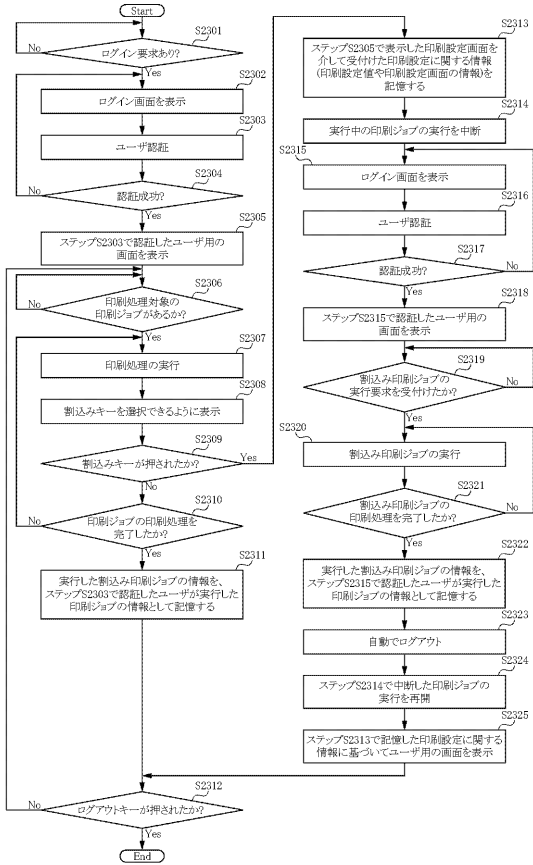 Start
S2301
ログイン要求あり?
No
Yes
S2302
ログイン画面を表示
S2303
ユーザ認証
S2304
認証成功?
No
Yes
S2305
ステップS2303で認証したユーザ用の
画面を表示
S2306
印刷処理対象の
印刷ジョブがあるか?
No
Yes
S2307
印刷処理の実行
S2308
割込みキーを選択できるように表示
S2309
割込みキーが押されたか?
Yes
No
S2310
印刷ジョブの印刷処理を
完了したか?
No
Yes
S2311
実行した割込み印刷ジョブの情報を、
ステップS2303で認証したユーザが実行した
印刷ジョブの情報として記憶する
S2312
ログアウトキーが押されたか?
No
Yes
End
S2313
ステップS2305で表示した印刷設定画面を
介して受付けた印刷設定に関する情報
(印刷設定値や印刷設定画面の情報)を
記憶する
S2314
実行中の印刷ジョブの実行を中断
S2315
ログイン画面を表示
S2316
ユーザ認証
S2317
認証成功?
No
Yes
S2318
ステップS2315で認証したユーザ用の
画面を表示
S2319
割込み印刷ジョブの
実行要求を受付けたか?
No
Yes
S2320
割込み印刷ジョブの実行
S2321
割込み印刷ジョブの
印刷処理を完了したか?
No
Yes
S2322
実行した割込み印刷ジョブの情報を、
ステップS2315で認証したユーザが実行した
印刷ジョブの情報として記憶する
S2323
自動でログアウト
S2324
ステップS2314で中断した印刷ジョブの
実行を再開
S2325
ステップS2313で記憶した印刷設定に関する
情報に基づいてユーザ用の画面を表示